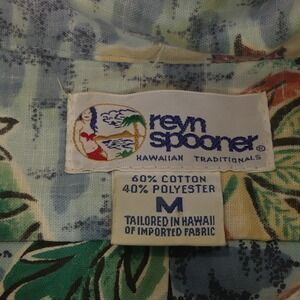 reyn
spooner®
HAWAIIAN TRADITIONALS
60% COTTON
40% POLYESTER
M
TAILORED IN HAWAII
OF IMPORTED FABRIC